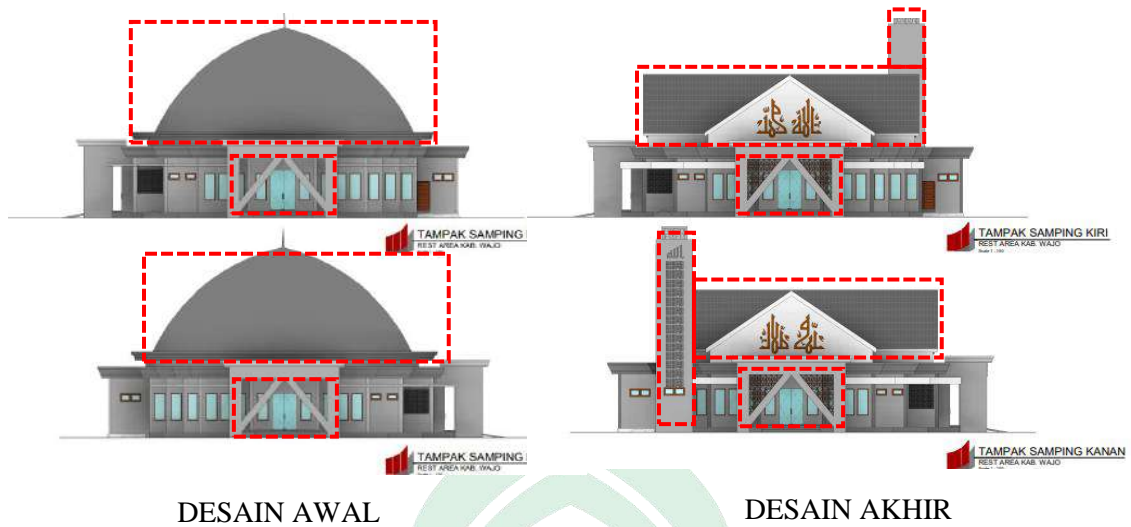 TAMPAK SAMPING
REST AREA KAB. WAJO
TAMPAK SAMPING KIRI
REST AREA KAB. WAJO
TAMPAK SAMPING
REST AREA KAB. WAJO
TAMPAK SAMPING KANAN
REST AREA KAB. WAJO
DESAIN AWAL
DESAIN AKHIR